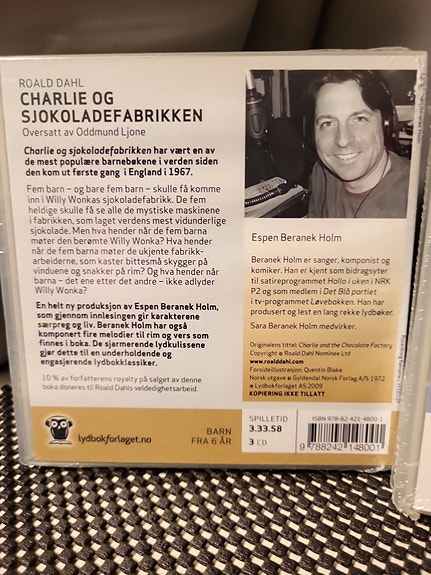 ROALD DAHL
CHARLIE OG
SJOKOLADEFABRIKKEN
Oversatt av Oddmund Ljone
Charlie og sjokoladefabrikken har vært en av
de mest populære barnebøkene i verden siden
den kom ut første gang i England i 1967.
Fem barn – og bare fem barn – skulle få komme
inn i Willy Wonkas sjokoladefabrikk. De fem
heldige skulle få se alle de mystiske maskinene
i fabrikken, som laget verdens mest vidunderlige
sjokolade. Men hva hender når de fem barna
møter den berømte Willy Wonka? Hva hender
når de fem barna møter de ukjente fabrikk-
arbeiderne, som kaster bittesmå skygger på
vinduene og snakker på rim? Og hva hender når
barna – det ene etter det andre – ikke adlyder
Willy Wonka?
En helt ny produksjon av Espen Beranek Holm,
som gjennom innlesingen gir karakterene
særpreg og liv. Beranek Holm har også
komponert fire melodier til rim og vers som
finnes i boka. De sjarmerende lydkulissene
gjør dette til en underholdende og
engasjerende lydbokklassiker.
10 % av forfatterens royalty på salget av denne
boka doneres til Roald Dahls veldedighetsarbeid.
lydbokforlaget.no
BARN
FRA 6 ÅR
Espen Beranek Holm
Beranek Holm er sanger, komponist og
komiker. Han er kjent som bidragsyter
til satireprogrammet Hallo i uken i NRK
P2 og som medlem i Det Blå partiet
i tv-programmet Løvebakken. Han har
produsert og lest en lang rekke lydbøker.
Sara Beranek Holm medvirker.
Originalens tittel: Charlie and the Chocolate Factory
Copyright © Roald Dahl Nominee Ltd
www.roalddahl.com
Forsideillustrasjon: Quentin Blake
Norsk utgave © Gyldendal Norsk Forlag A/S 1972
℗ Lydbokforlaget AS 2009
KOPIERING IKKE TILLATT
SPILLETID
3.33.58
3 CD
ISBN 978-82-421-4800-1
9 788242 148001